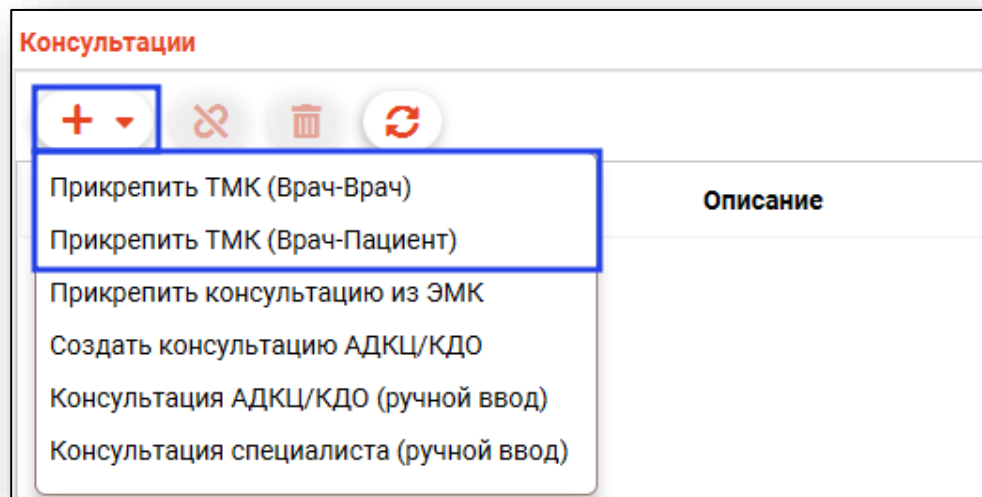 Консультации
Прикрепить ТМК (Врач-Врач)
Описание
Прикрепить ТМК (Врач-Пациент)
Прикрепить консультацию из ЭМК
Создать консультацию АДКЦ/КДО
Консультация АДКЦ/КДО (ручной ввод)
Консультация специалиста (ручной ввод)